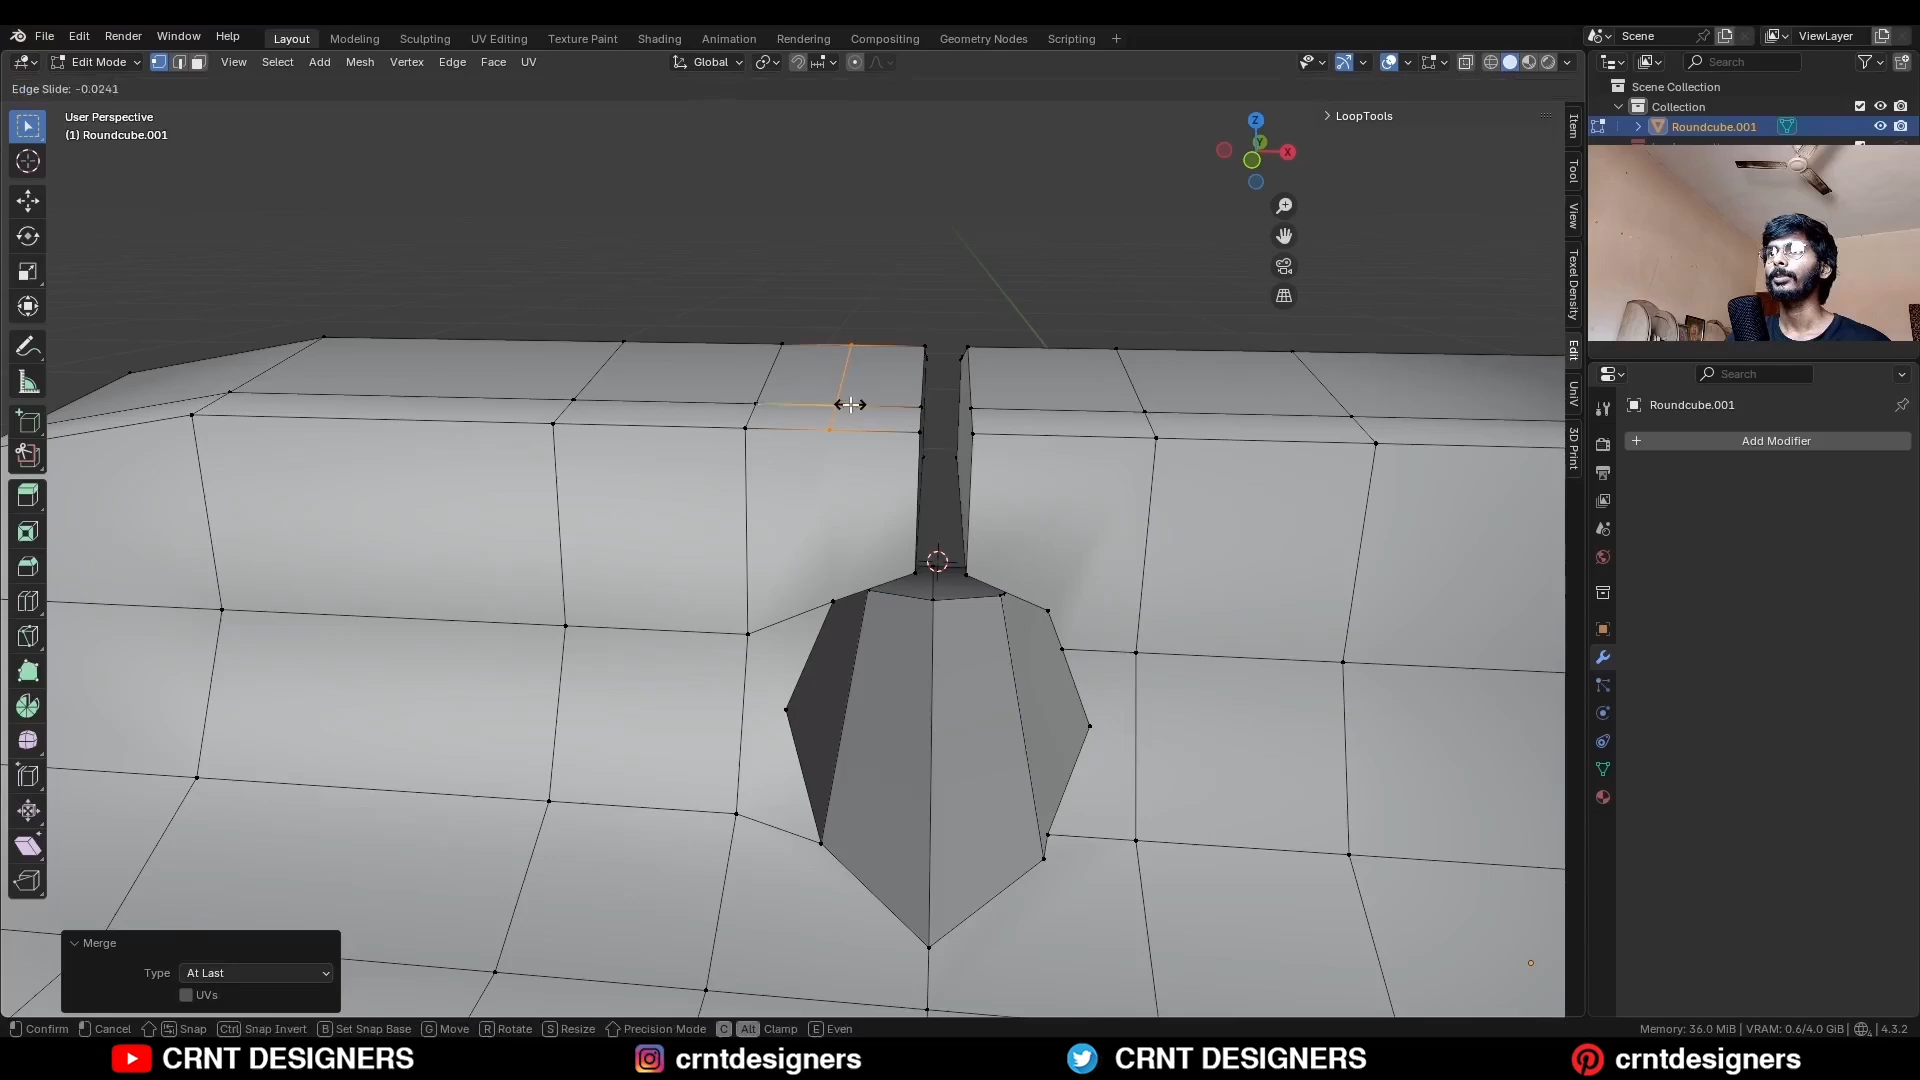 File Edit Render Window Help Layout Modeling Sculpting UV Editing Texture Paint Shading Animation Rendering Compositing Geometry Nodes Scripting + Scene ViewLayer
Edit Mode View Select Add Mesh Vertex Edge Face UV Global Search
Edge Slide: -0.0241
Scene Collection
User Perspective
(1) Roundcube.001
LoopTools
Collection
Roundcube.001
Z
X
Item
Tool
View
Texel Density
Edit
UniV
3D Print
Search
Roundcube.001
+ Add Modifier
Merge
Type At Last
UVs
Confirm Cancel Snap Ctrl Snap Invert B Set Snap Base G Move R Rotate S Resize Precision Mode C Alt Clamp E Even Memory: 36.0 MiB | VRAM: 0.6/4.0 GiB | 4.3.2
CRNT DESIGNERS crntdesigners CRNT DESIGNERS crntdesigners